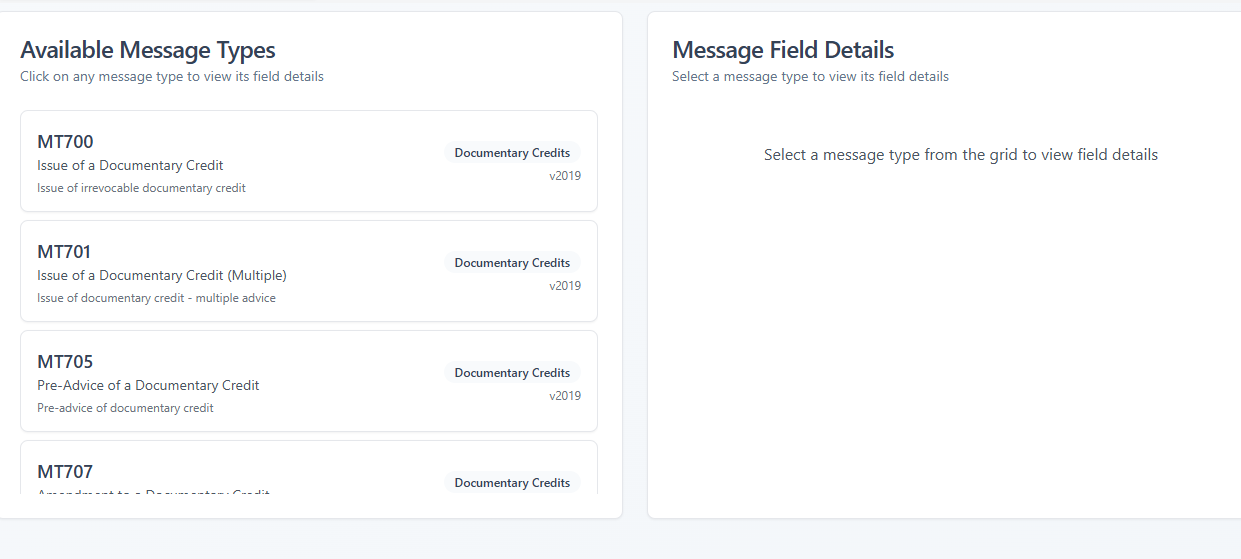 Available Message Types
Click on any message type to view its field details
MT700
Issue of a Documentary Credit
Issue of irrevocable documentary credit
Documentary Credits
v2019
MT701
Issue of a Documentary Credit (Multiple)
Issue of documentary credit - multiple advice
Documentary Credits
v2019
MT705
Pre-Advice of a Documentary Credit
Pre-advice of documentary credit
Documentary Credits
v2019
MT707
Amendment to a Documentary Credit
Documentary Credits
Message Field Details
Select a message type to view its field details
Select a message type from the grid to view field details